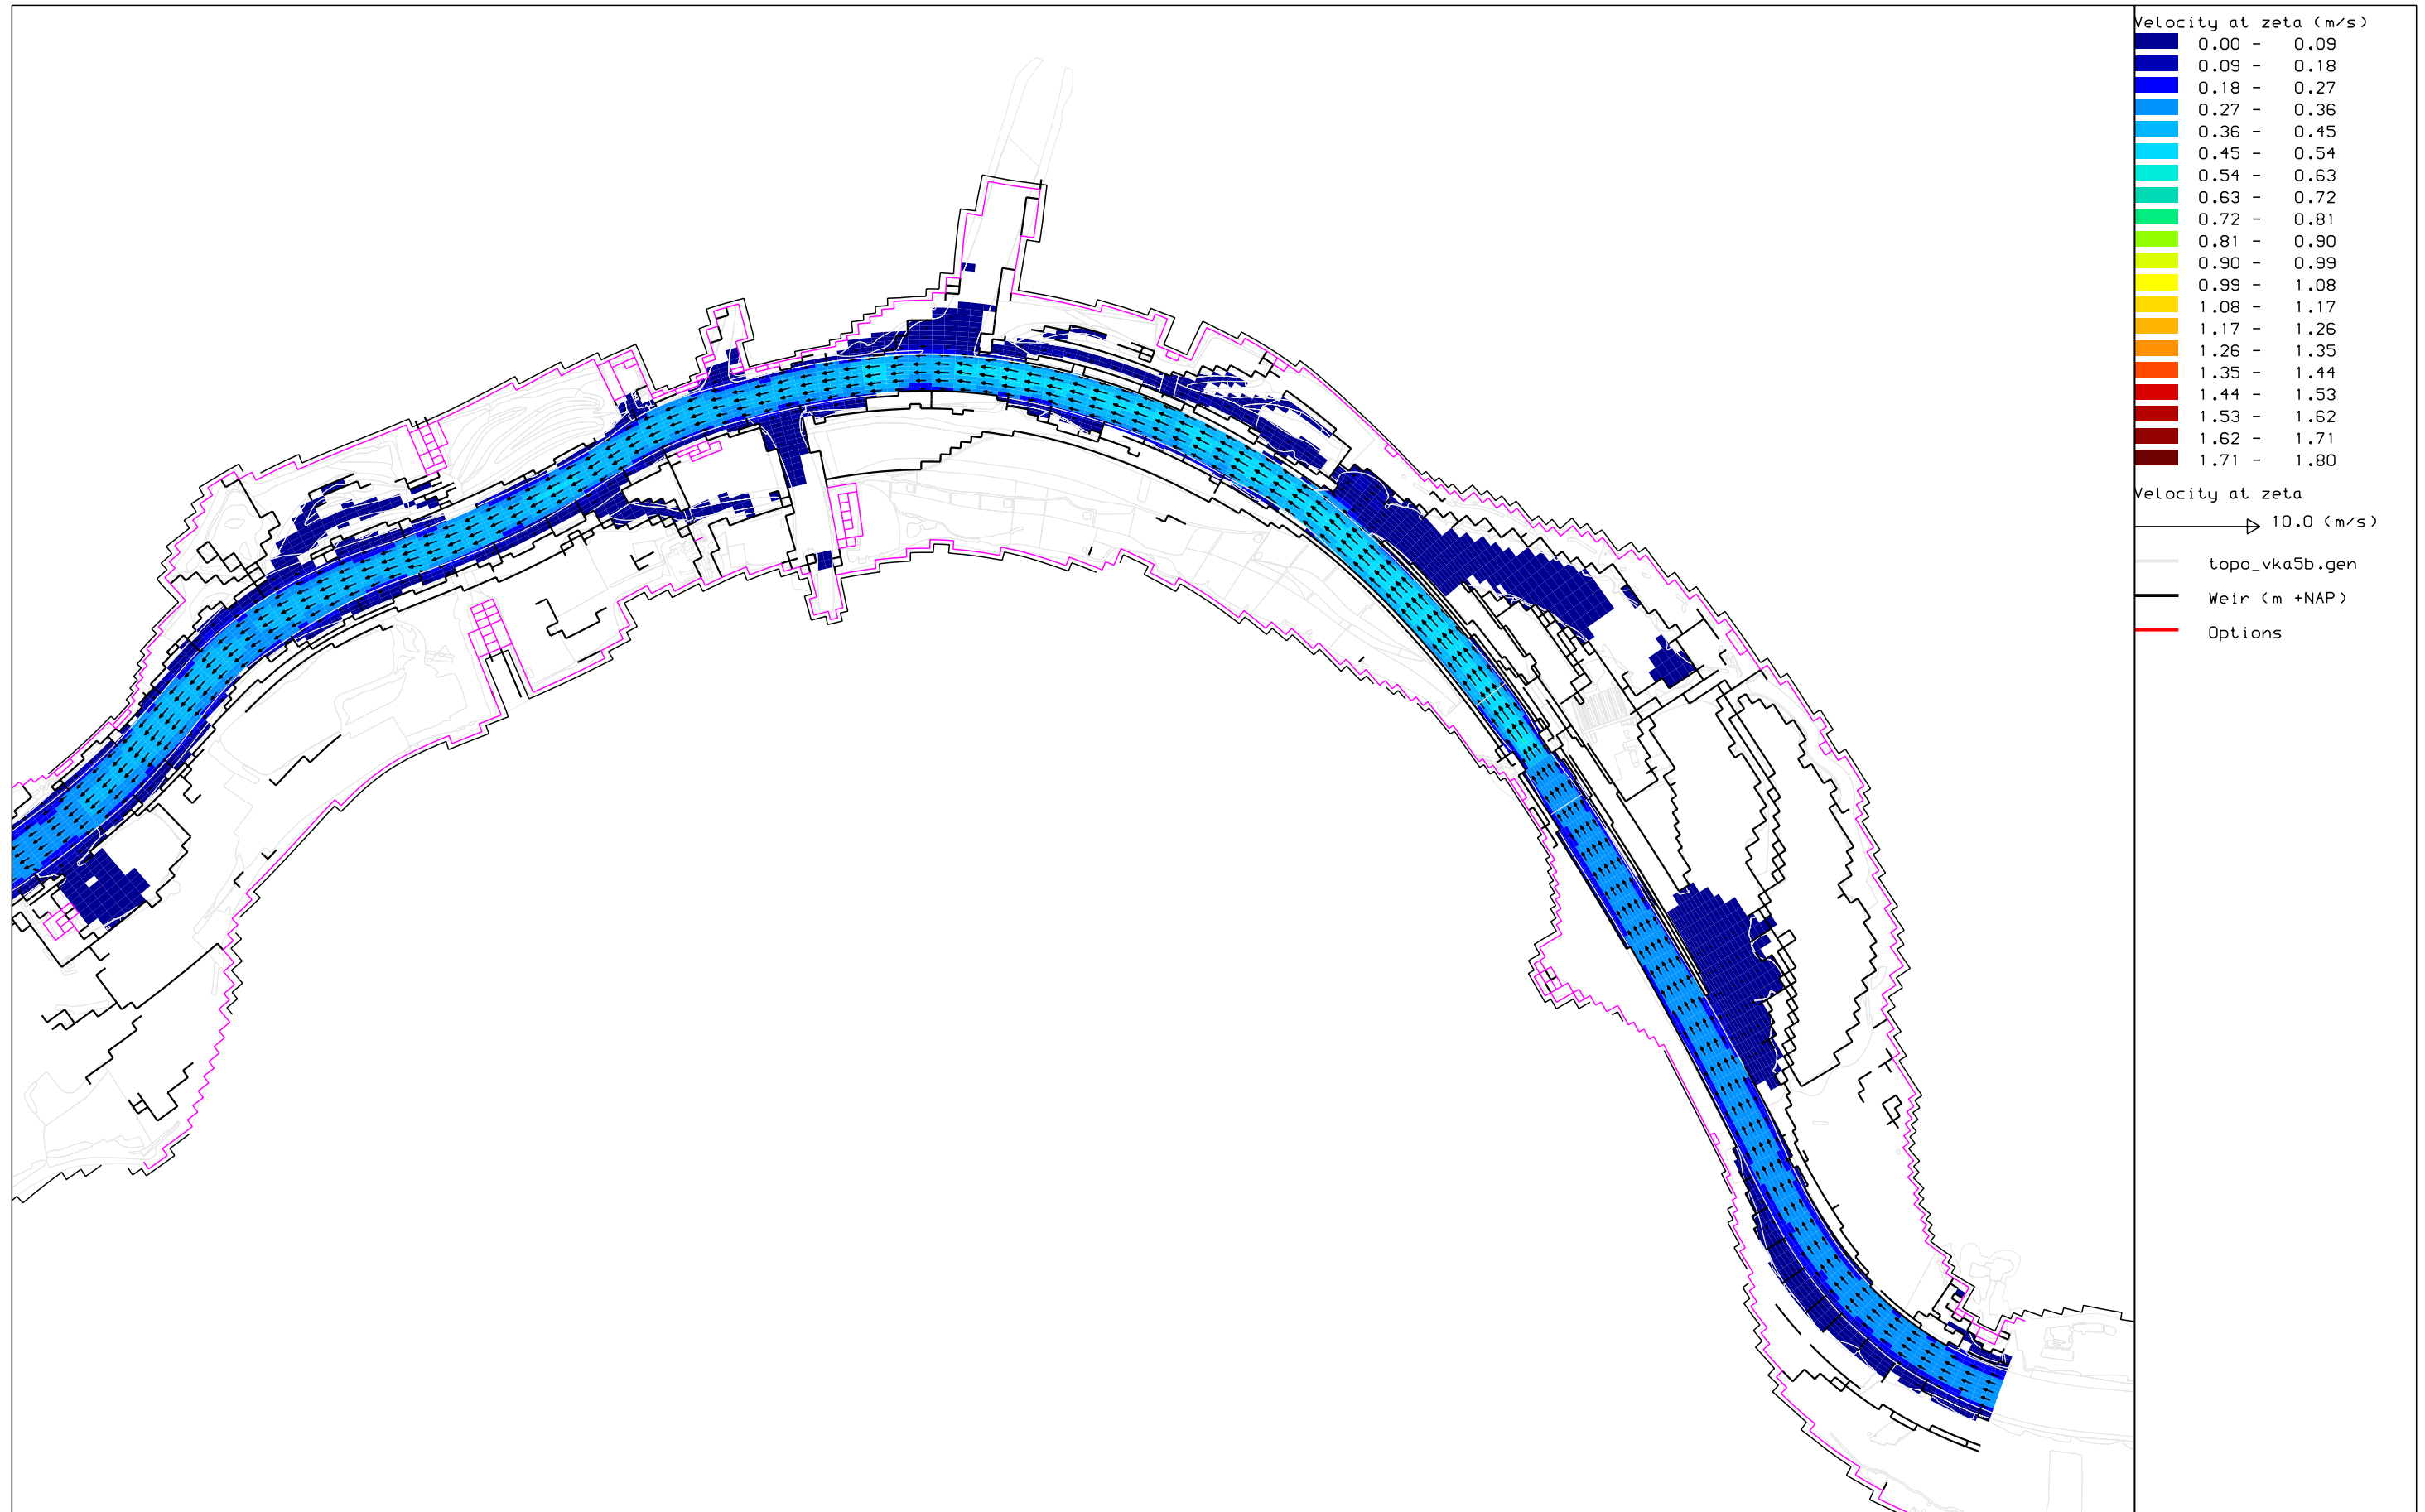 Velocity at zeta (m/s)
0.00 - 0.09
0.09 - 0.18
0.18 - 0.27
0.27 - 0.36
0.36 - 0.45
0.45 - 0.54
0.54 - 0.63
0.63 - 0.72
0.72 - 0.81
0.81 - 0.90
0.90 - 0.99
0.99 - 1.08
1.08 - 1.17
1.17 - 1.26
1.26 - 1.35
1.35 - 1.44
1.44 - 1.53
1.53 - 1.62
1.62 - 1.71
1.71 - 1.80
Velocity at zeta
10.0 (m/s)
topo_vka5b.gen
Weir (m +NAP)
Options